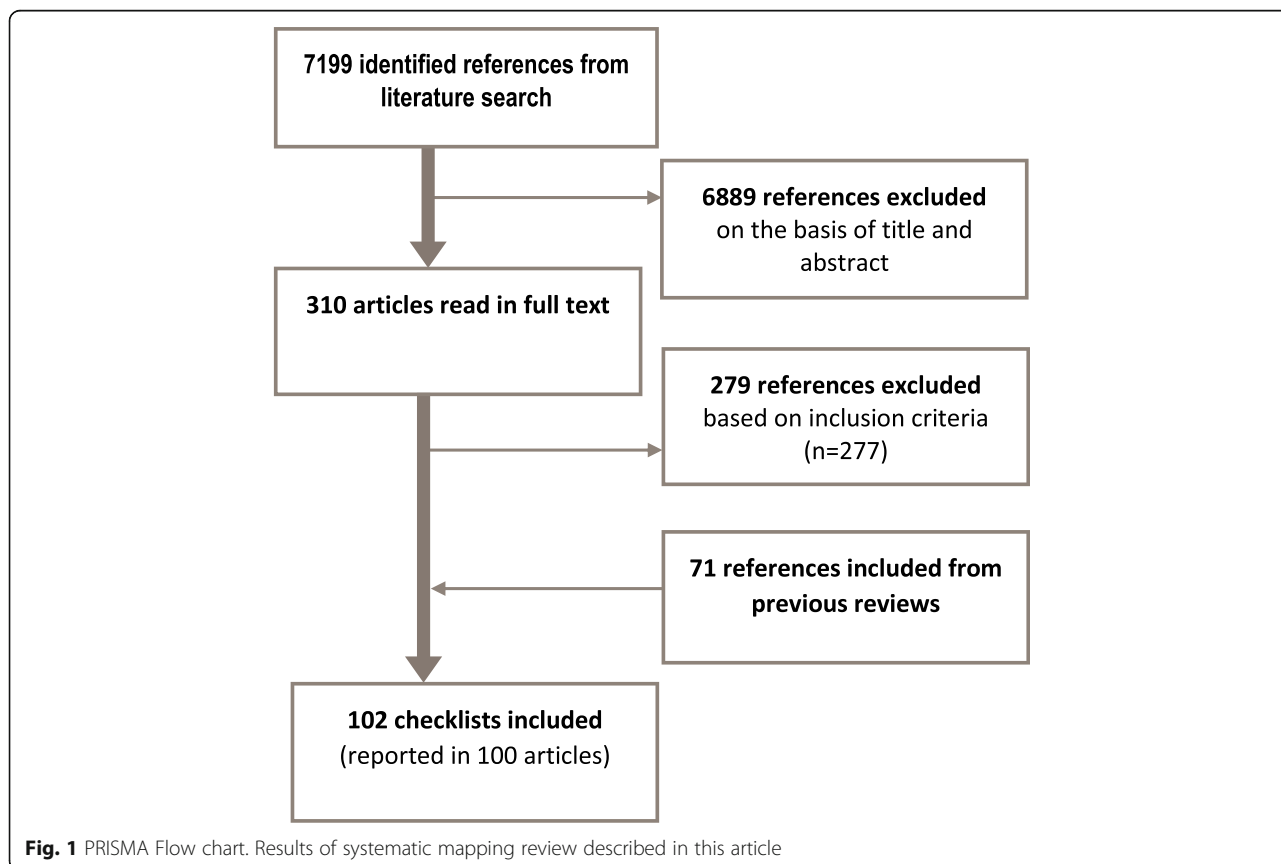 7199 identified references from
literature search
6889 references excluded
on the basis of title and
abstract
310 articles read in full text
279 references excluded
based on inclusion criteria
(n=277)
71 references included from
previous reviews
102 checklists included
(reported in 100 articles)
Fig. 1 PRISMA Flow chart. Results of systematic mapping review described in this article